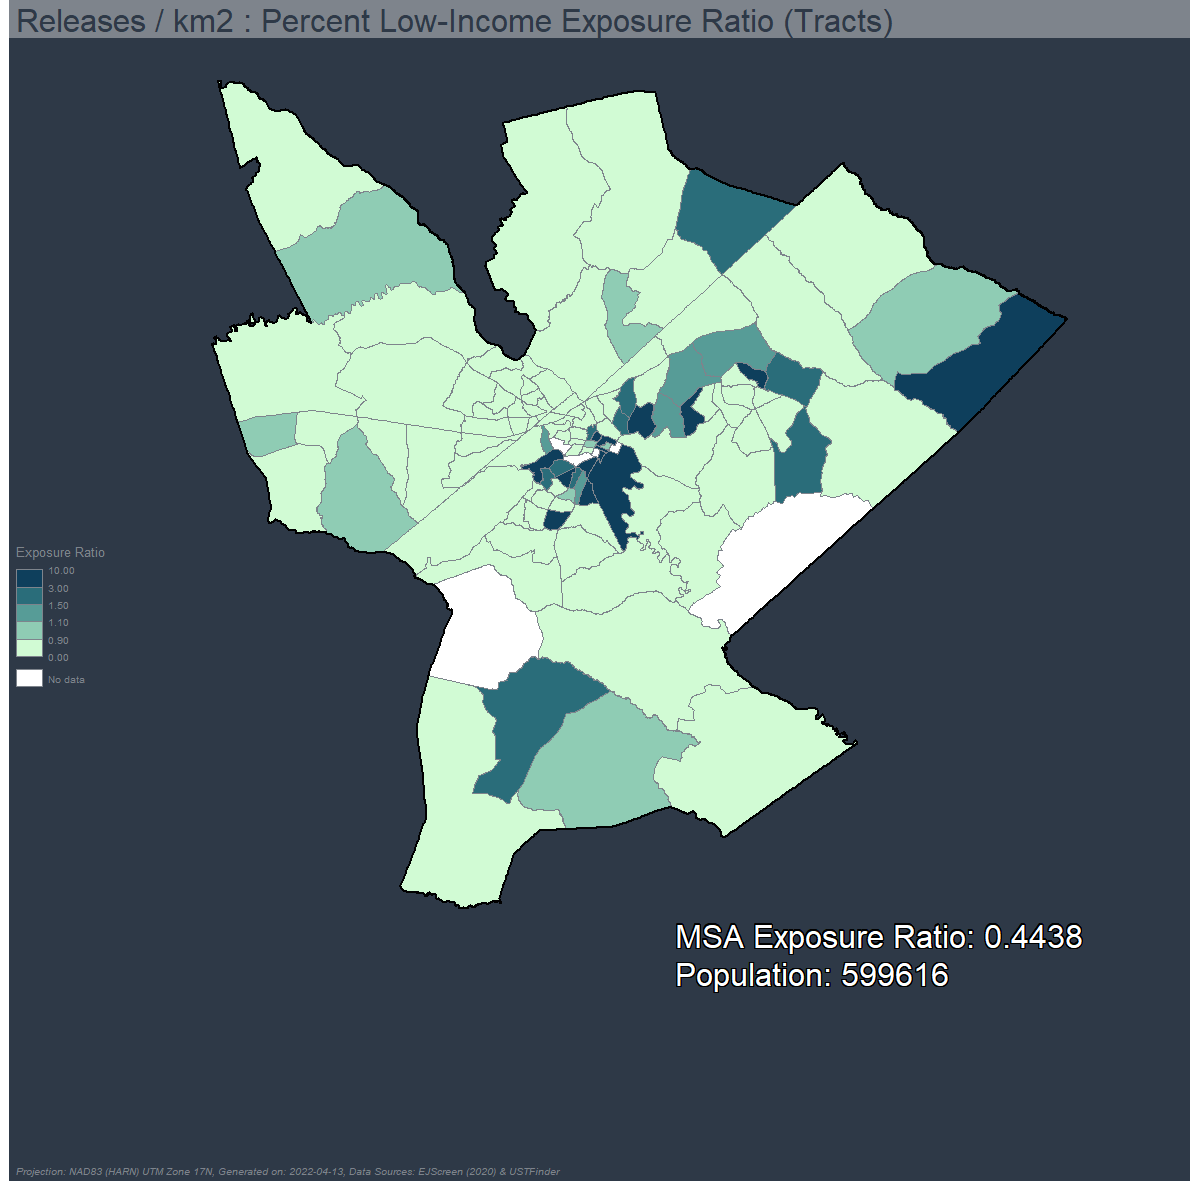 Releases / km2 : Percent Low-Income Exposure Ratio (Tracts)
Exposure Ratio
10.00
3.00
1.50
1.10
0.90
0.00
No data
MSA Exposure Ratio: 0.4438
Population: 599616
Projection: NAD83 (HARN) UTM Zone 17N, Generated on: 2022-04-13, Data Sources: EJScreen (2020) & USTFinder